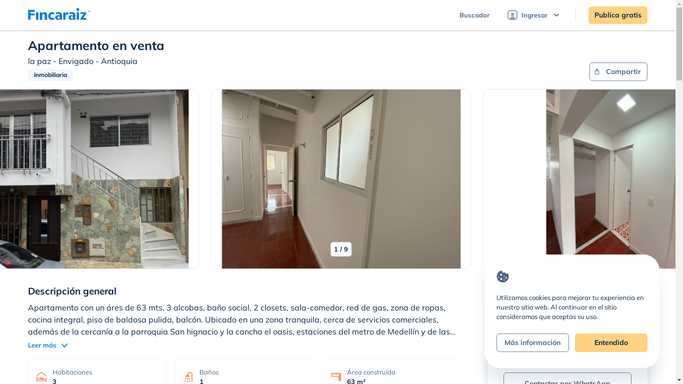 Fincaraiz
Buscador
Ingresar
Publica gratis
Apartamento en venta
la paz - Envigado - Antioquia
Inmobiliaria
Compartir
1 / 9
Descripción general
Apartamento con un áres de 63 mts, 3 alcobas, baño social, 2 closets, sala-comedor, red de gas, zona de ropas,
cocina integral, piso de baldosa pulida, balcón. Ubicado en una zona tranquila, cerca de servicios comerciales,
además de la cercanía a la parroquia San hignacio y la cancha el oasis, estaciones del metro de Medellín y de las...
Leer más
Utilizamos cookies para mejorar tu experiencia en
nuestro sitio web. Al continuar en el sitio
consideramos que aceptas su uso.
Más información
Entendido
Habitaciones
3
Baños
1
Área construida
63 m²
Contactar por WhatsApp